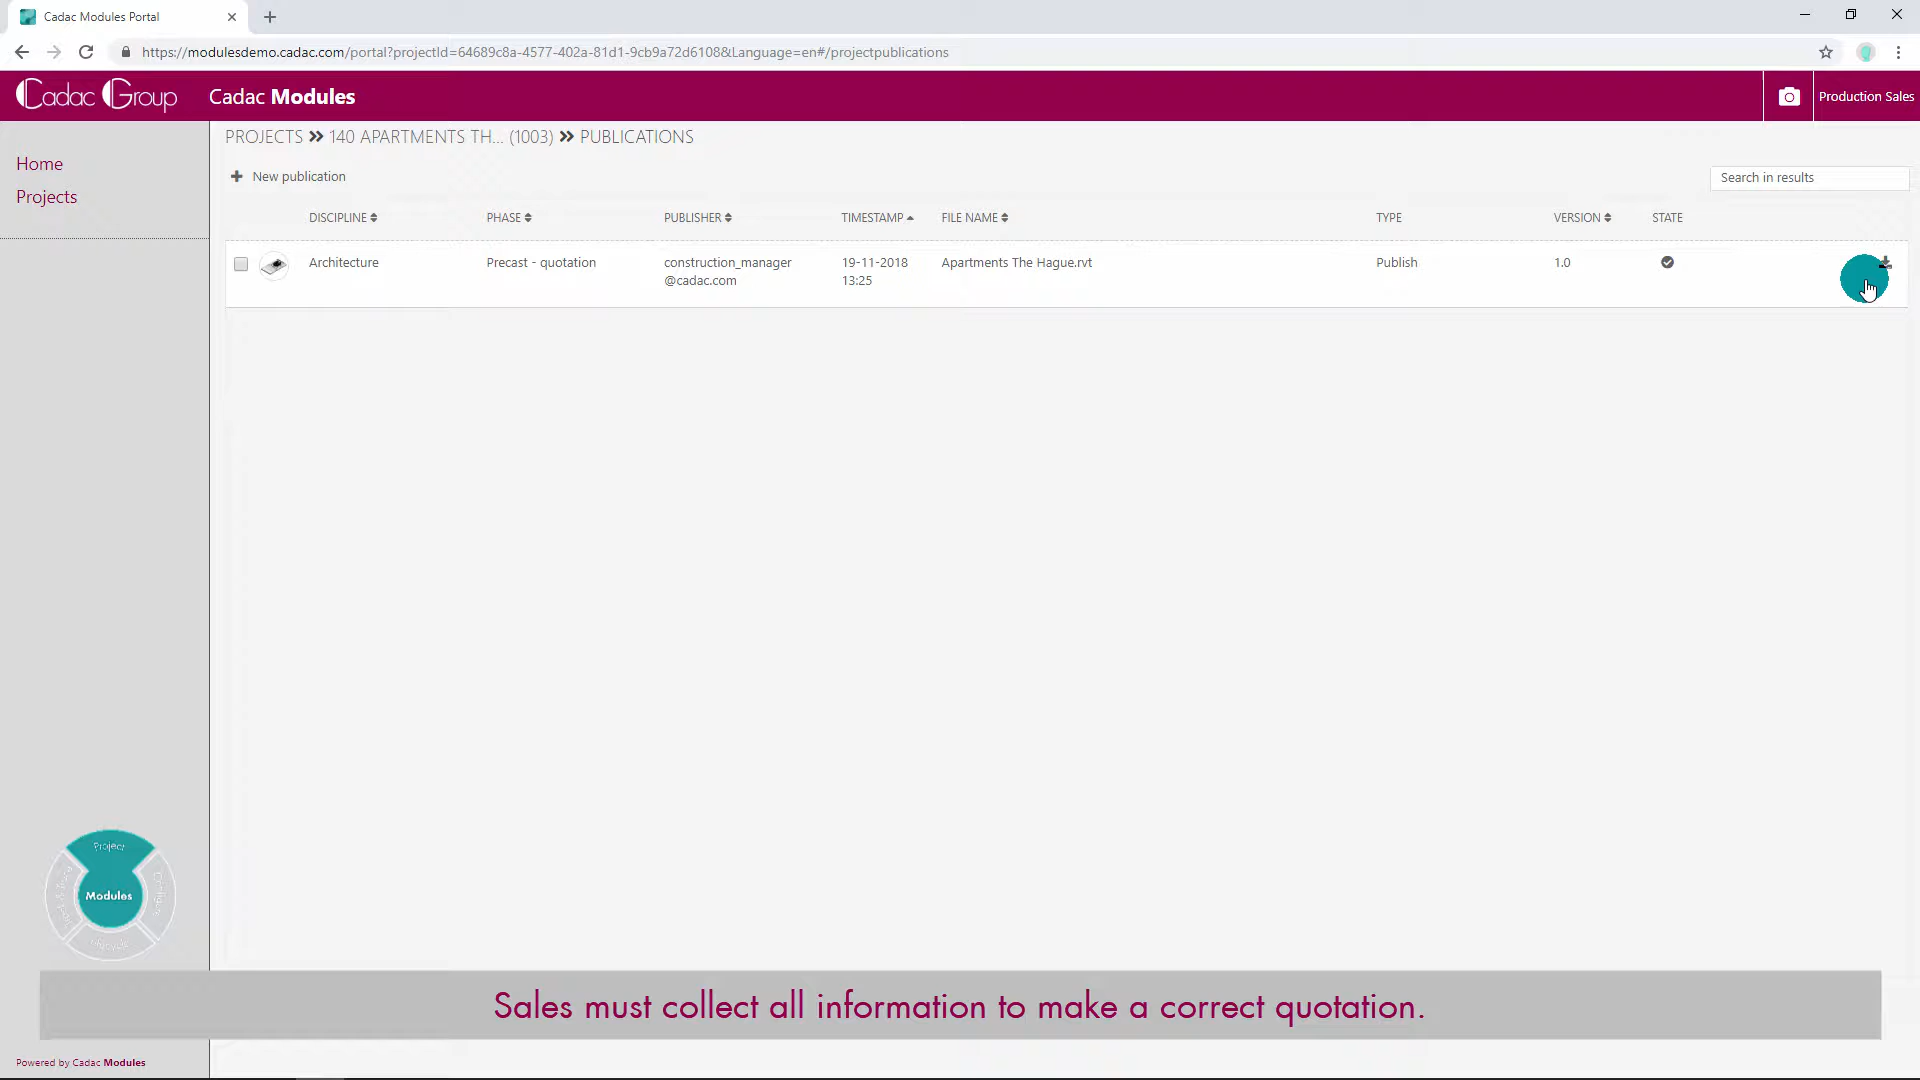 Cadac Modules Portal
https://modulesdemo.cadac.com/portal?projectId=64689c8a-4577-402a-81d1-9cb9a72d6108&Language=en#/projectpublications
Cadac Group
Cadac Modules
Production Sales
PROJECTS >> 140 APARTMENTS TH... (1003) >> PUBLICATIONS
Home
Projects
+ New publication
Search in results
DISCIPLINE PHASE PUBLISHER TIMESTAMP FILE NAME TYPE VERSION STATE
Architecture Precast - quotation construction_manager 19-11-2018 Apartments The Hague.rvt Publish 1.0
@cadac.com 13:25
Project
Modules
Configure
Lifecycle
Sales must collect all information to make a correct quotation.
Powered by Cadac Modules